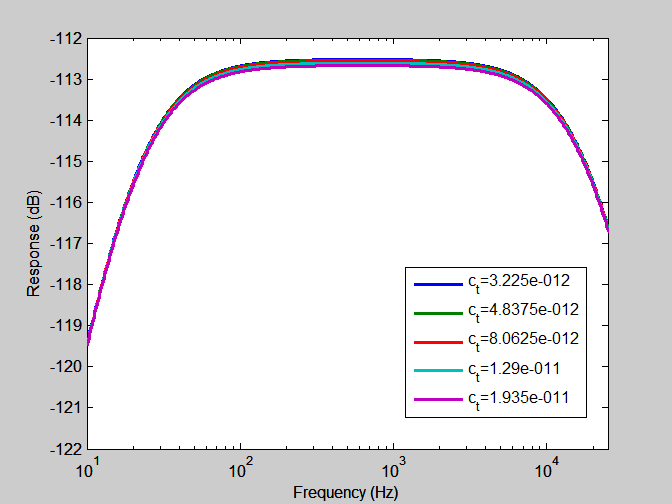 -112
-113
-114
-115
-116
-117
-118
-119
-120
-121
-122
Response (dB)
c_t=3.225e-012
c_t=4.8375e-012
c_t=8.0625e-012
c_t=1.29e-011
c_t=1.935e-011
10^1 10^2 10^3 10^4
Frequency (Hz)